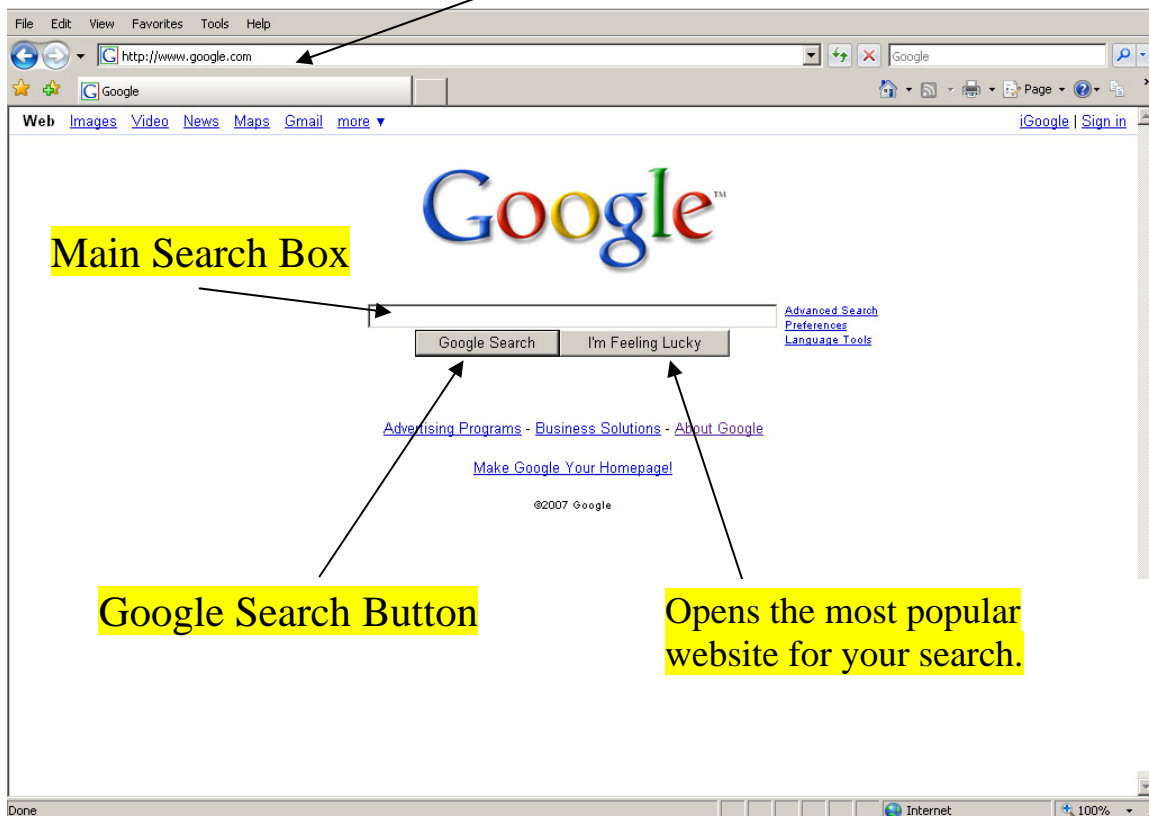 File Edit View Favorites Tools Help
http://www.google.com Google
Google Page
Web Images Video News Maps Gmail more ▼ iGoogle | Sign in
Google™
Main Search Box
Advanced Search
Preferences
Language Tools
Google Search I'm Feeling Lucky
Advertising Programs - Business Solutions - About Google
Make Google Your Homepage!
©2007 Google
Google Search Button
Opens the most popular
website for your search.
Done Internet 100%